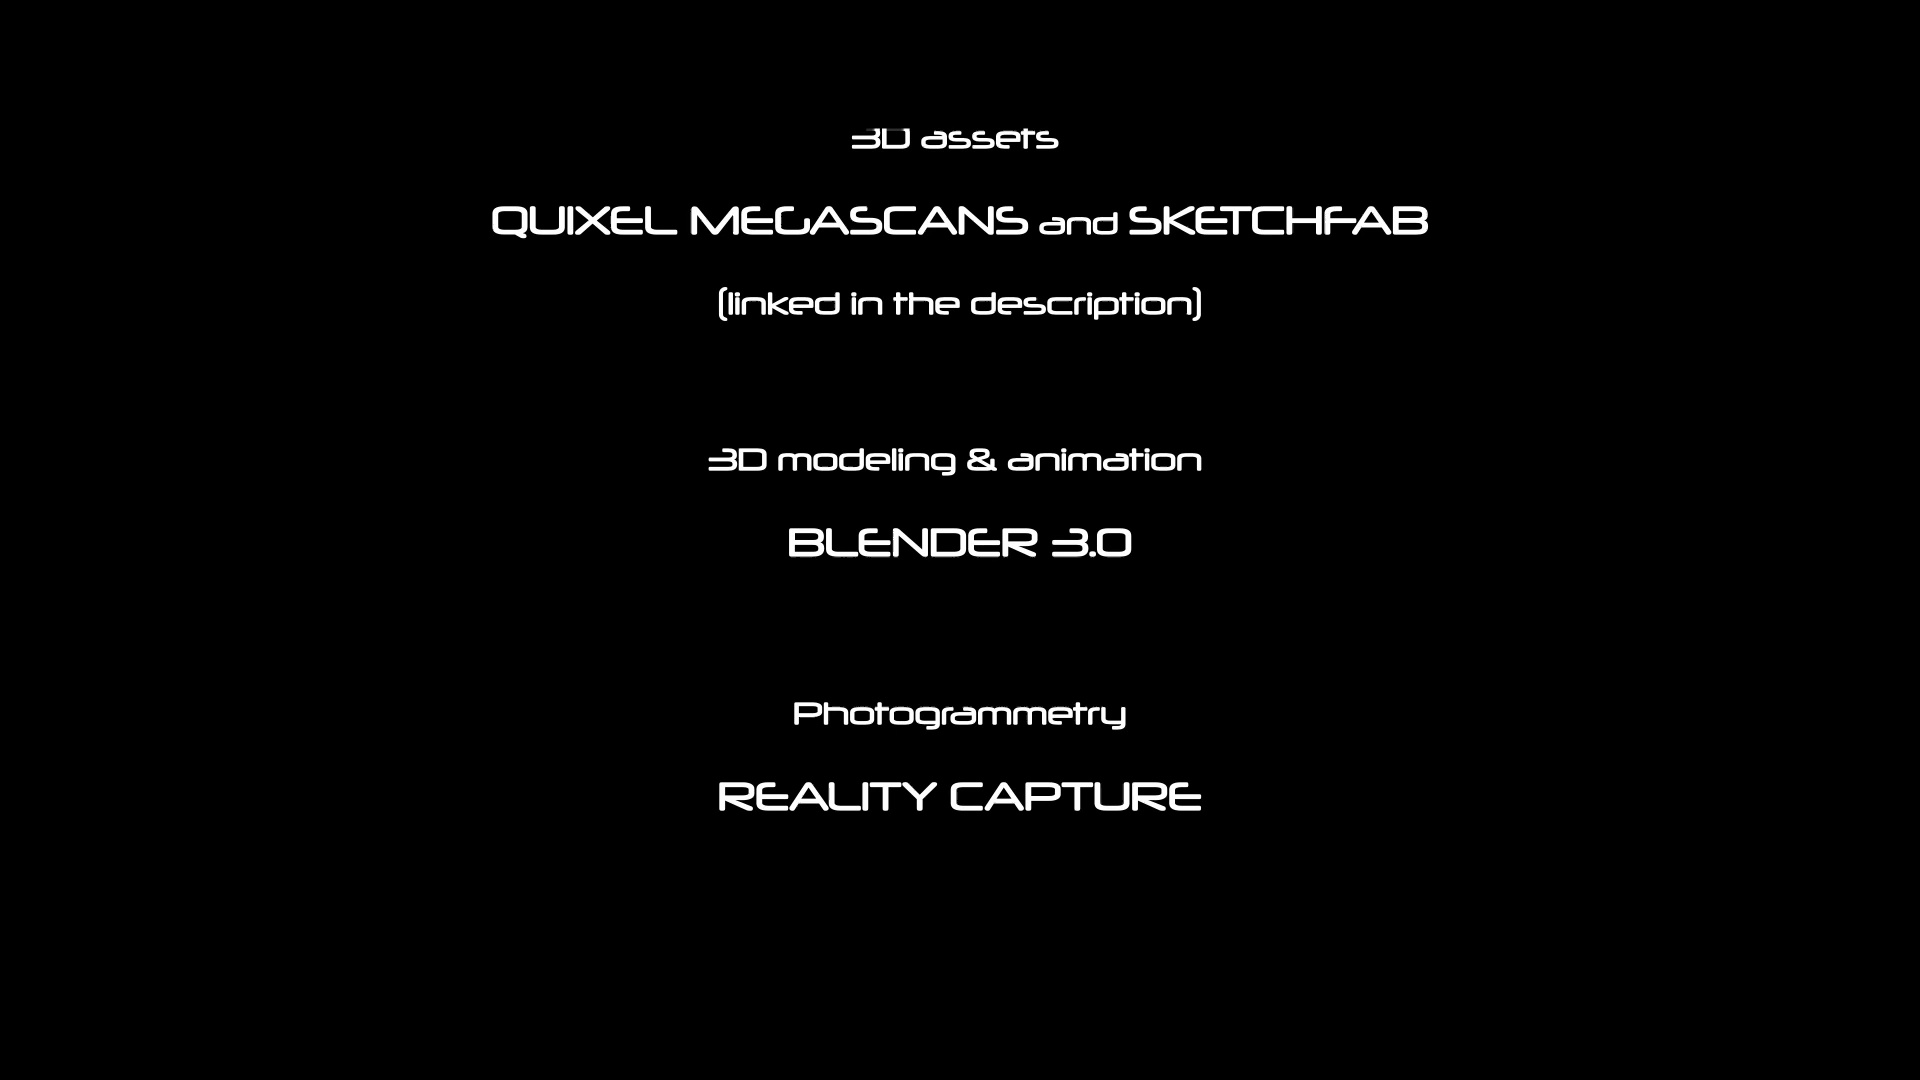 3D assets
QUIXEL MEGASCANS and SKETCHFAB
(linked in the description)
3D modeling & animation
BLENDER 3.0
Photogrammetry
REALITY CAPTURE